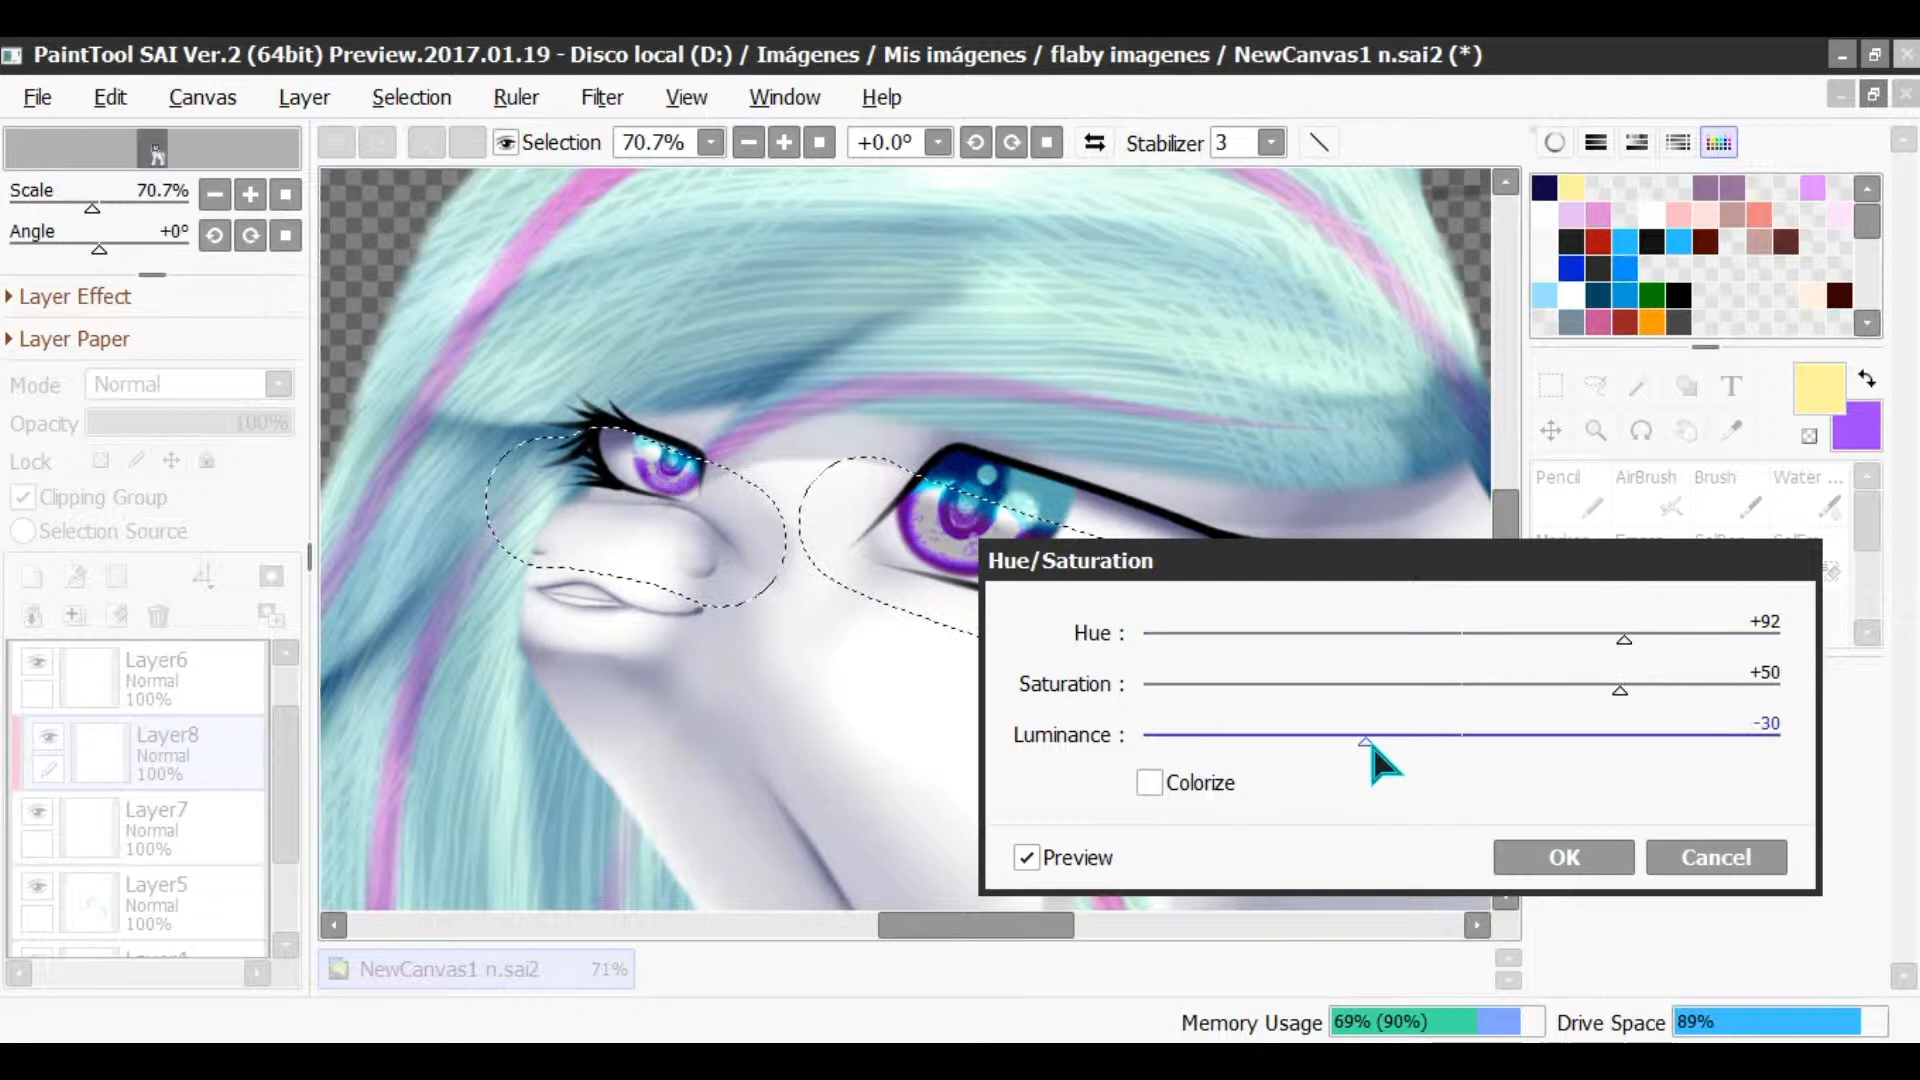 PaintTool SAI Ver.2 (64bit) Preview.2017.01.19 - Disco local (D:) / Imágenes / Mis imágenes / flaby imagenes / NewCanvas1 n.sai2 (*)
File Edit Canvas Layer Selection Ruler Filter View Window Help
Selection 70.7% +0.0° Stabilizer 3
Scale 70.7%
Angle +0°
Layer Effect
Layer Paper
Mode Normal
Opacity 100%
Lock
Clipping Group
Selection Source
Layer6
Normal
100%
Layer8
Normal
100%
Layer7
Normal
100%
Layer5
Normal
100%
NewCanvas1 n.sai2 71%
T
Pencil AirBrush Brush Water ...
Hue/Saturation
Hue : +92
Saturation : +50
Luminance : -30
Colorize
Preview
OK Cancel
Memory Usage 69% (90%) Drive Space 89%